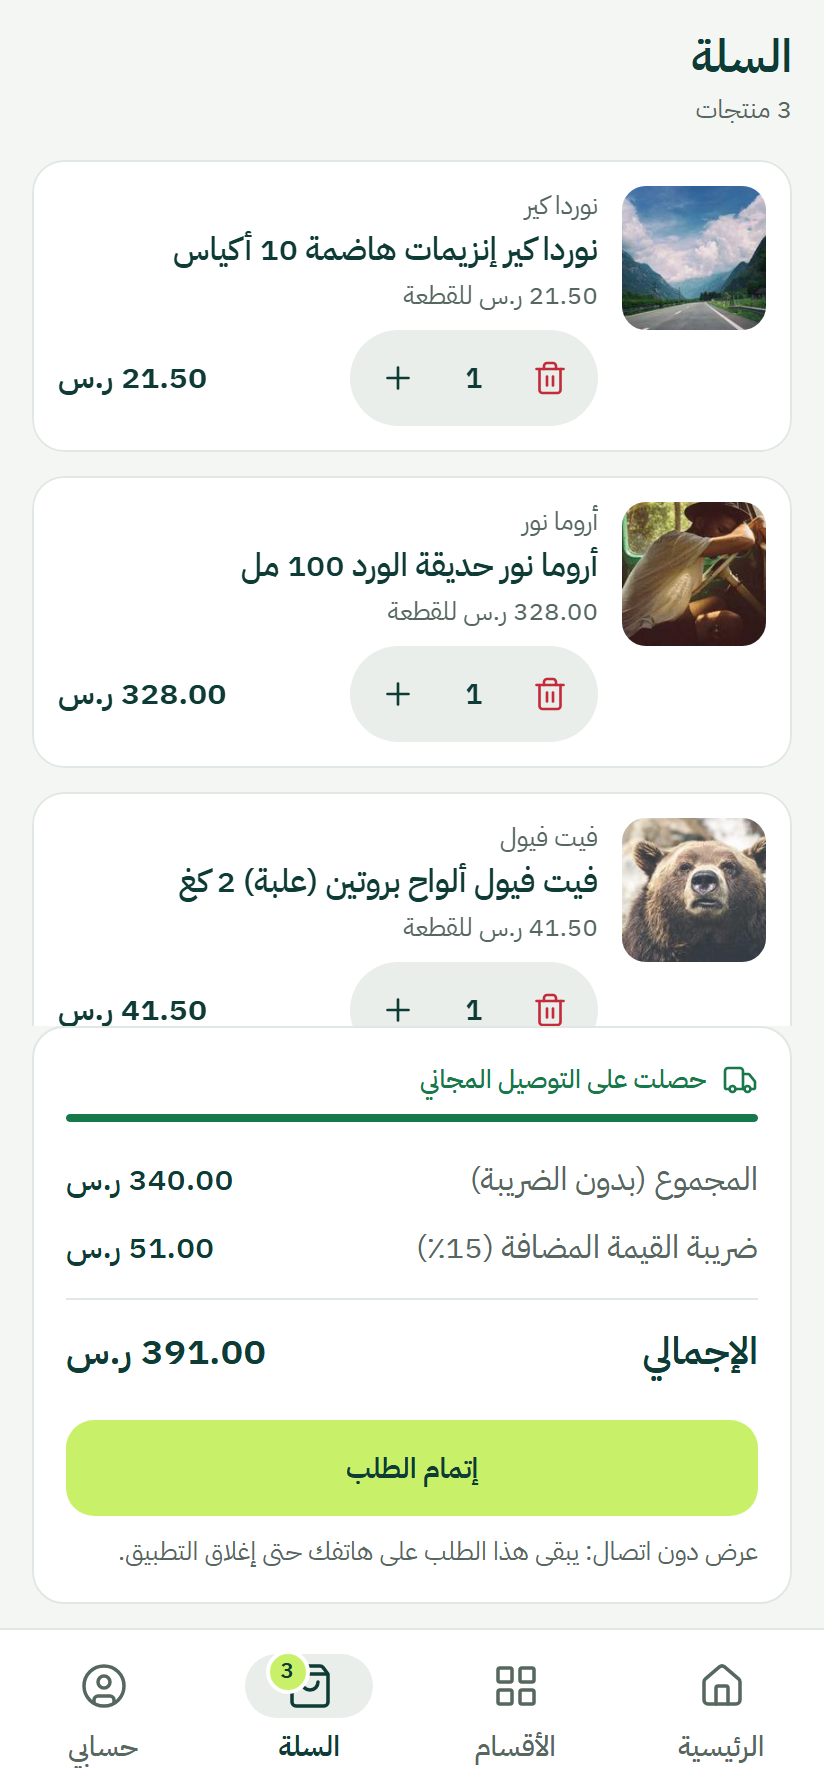 السلة
3 منتجات
نوردا كير
نوردا كير إنزيمات هاضمة 10 أكياس
21.50 ر.س للقطعة
1
21.50 ر.س
أروما نور
أروما نور حديقة الورد 100 مل
328.00 ر.س للقطعة
1
328.00 ر.س
فيت فيول
فيت فيول ألواح بروتين (علبة) 2 كغ
41.50 ر.س للقطعة
1
41.50 ر.س
حصلت على التوصيل المجاني
المجموع (بدون الضريبة) 340.00 ر.س
ضريبة القيمة المضافة (15٪) 51.00 ر.س
الإجمالي 391.00 ر.س
إتمام الطلب
عرض دون اتصال: يبقى هذا الطلب على هاتفك حتى إغلاق التطبيق.
3
الرئيسية الأقسام السلة حسابي